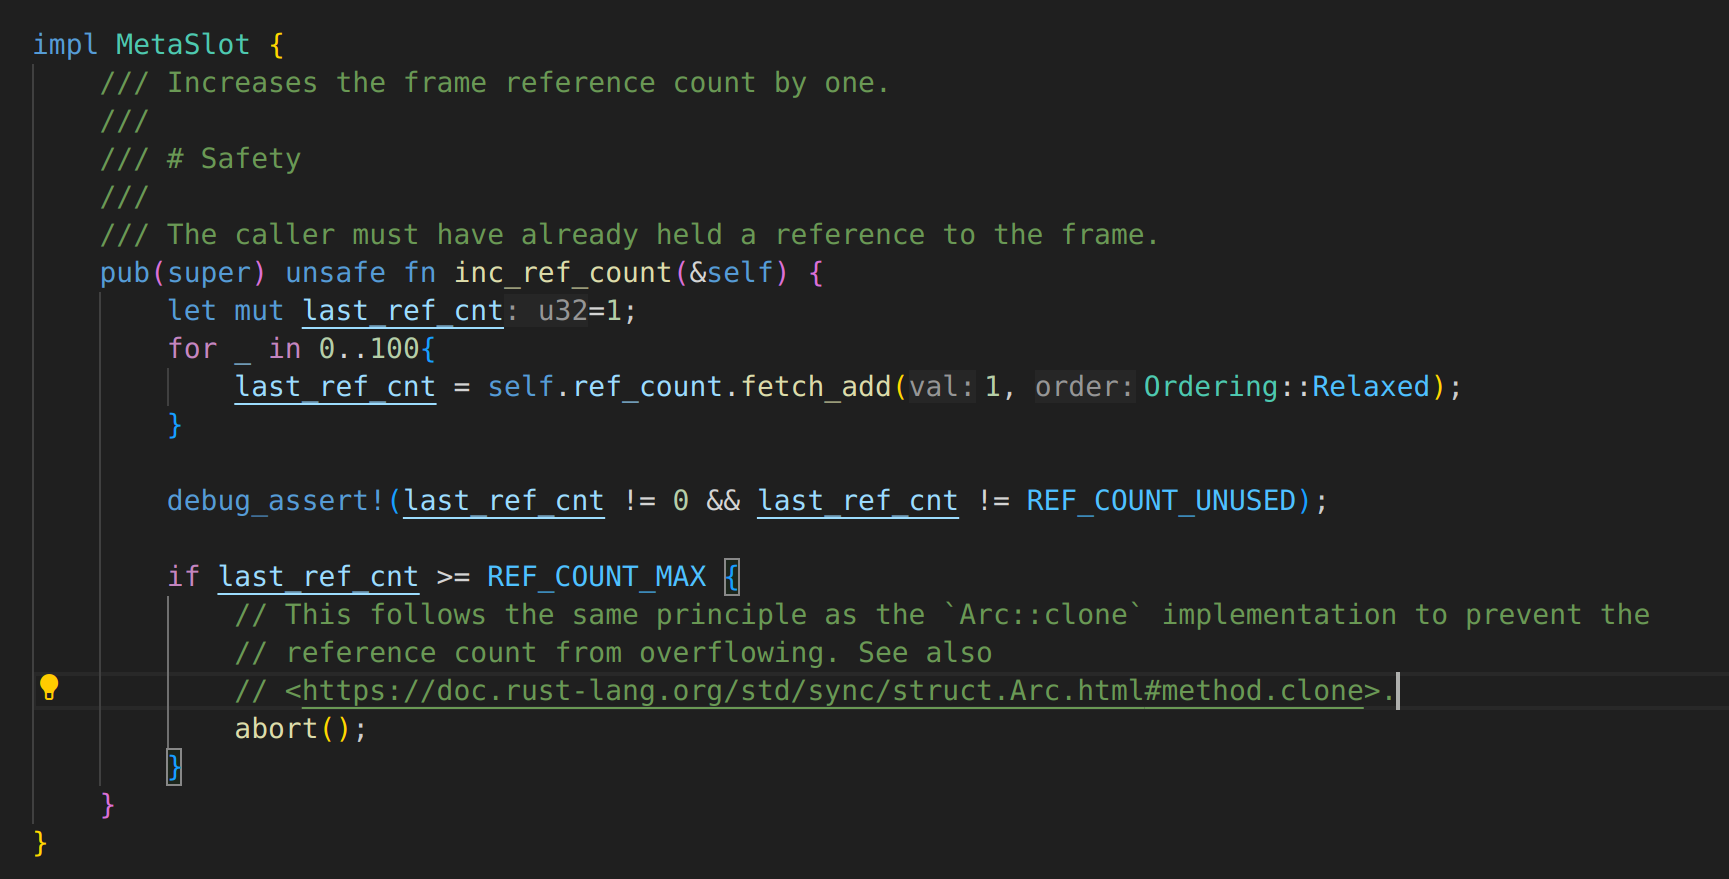 impl MetaSlot {
    /// Increases the frame reference count by one.
    ///
    /// # Safety
    ///
    /// The caller must have already held a reference to the frame.
    pub(super) unsafe fn inc_ref_count(&self) {
        let mut last_ref_cnt: u32=1;
        for _ in 0..100{
            last_ref_cnt = self.ref_count.fetch_add(val: 1, order: Ordering::Relaxed);
        }

        debug_assert!(last_ref_cnt != 0 && last_ref_cnt != REF_COUNT_UNUSED);

        if last_ref_cnt >= REF_COUNT_MAX {
            // This follows the same principle as the `Arc::clone` implementation to prevent the
            // reference count from overflowing. See also
            // <https://doc.rust-lang.org/std/sync/struct.Arc.html#method.clone>.
            abort();
        }
    }
}